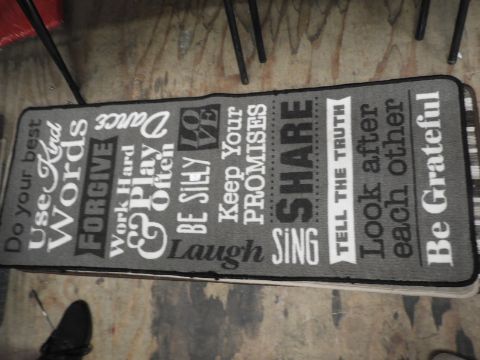 Do your best
Use Kind
Words
FORGIVE
Work Hard
& Play
Often
Dance
BE SILLY
LOVE
Laugh
Keep Your
PROMISES
SING
SHARE
TELL THE TRUTH
Look after
each other
Be Grateful